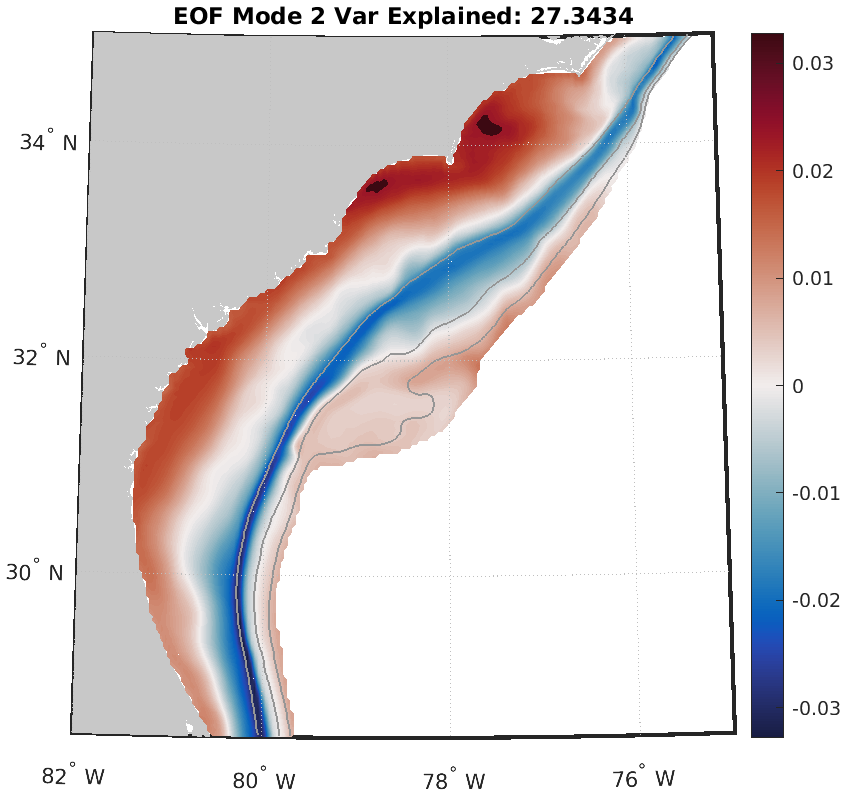 EOF Mode 2 Var Explained: 27.3434
34° N
32° N
30° N
82° W
80° W
78° W
76° W
0.03
0.02
0.01
0
-0.01
-0.02
-0.03